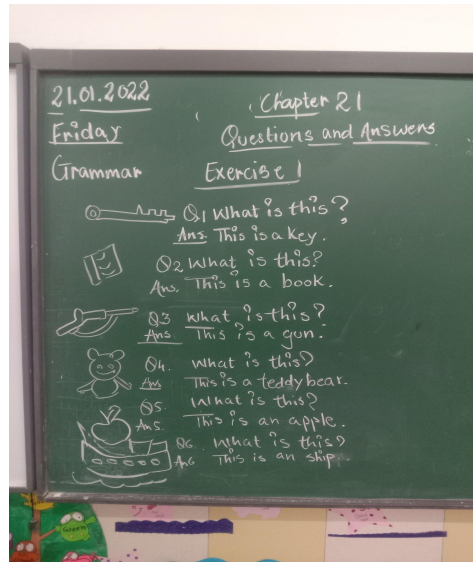 21.01.2022
Chapter 21
Friday
Questions and Answers
Grammar
Exercise 1
Q1 What is this?
Ans. This is a key.
Q2 What is this?
Ans. This is a book.
Q3 What is this?
Ans This is a gun.
Q4. What is this?
Ans This is a teddy bear.
Q5. What is this?
Ans. This is an apple.
Q6. What is this?
Ans This is an ship.